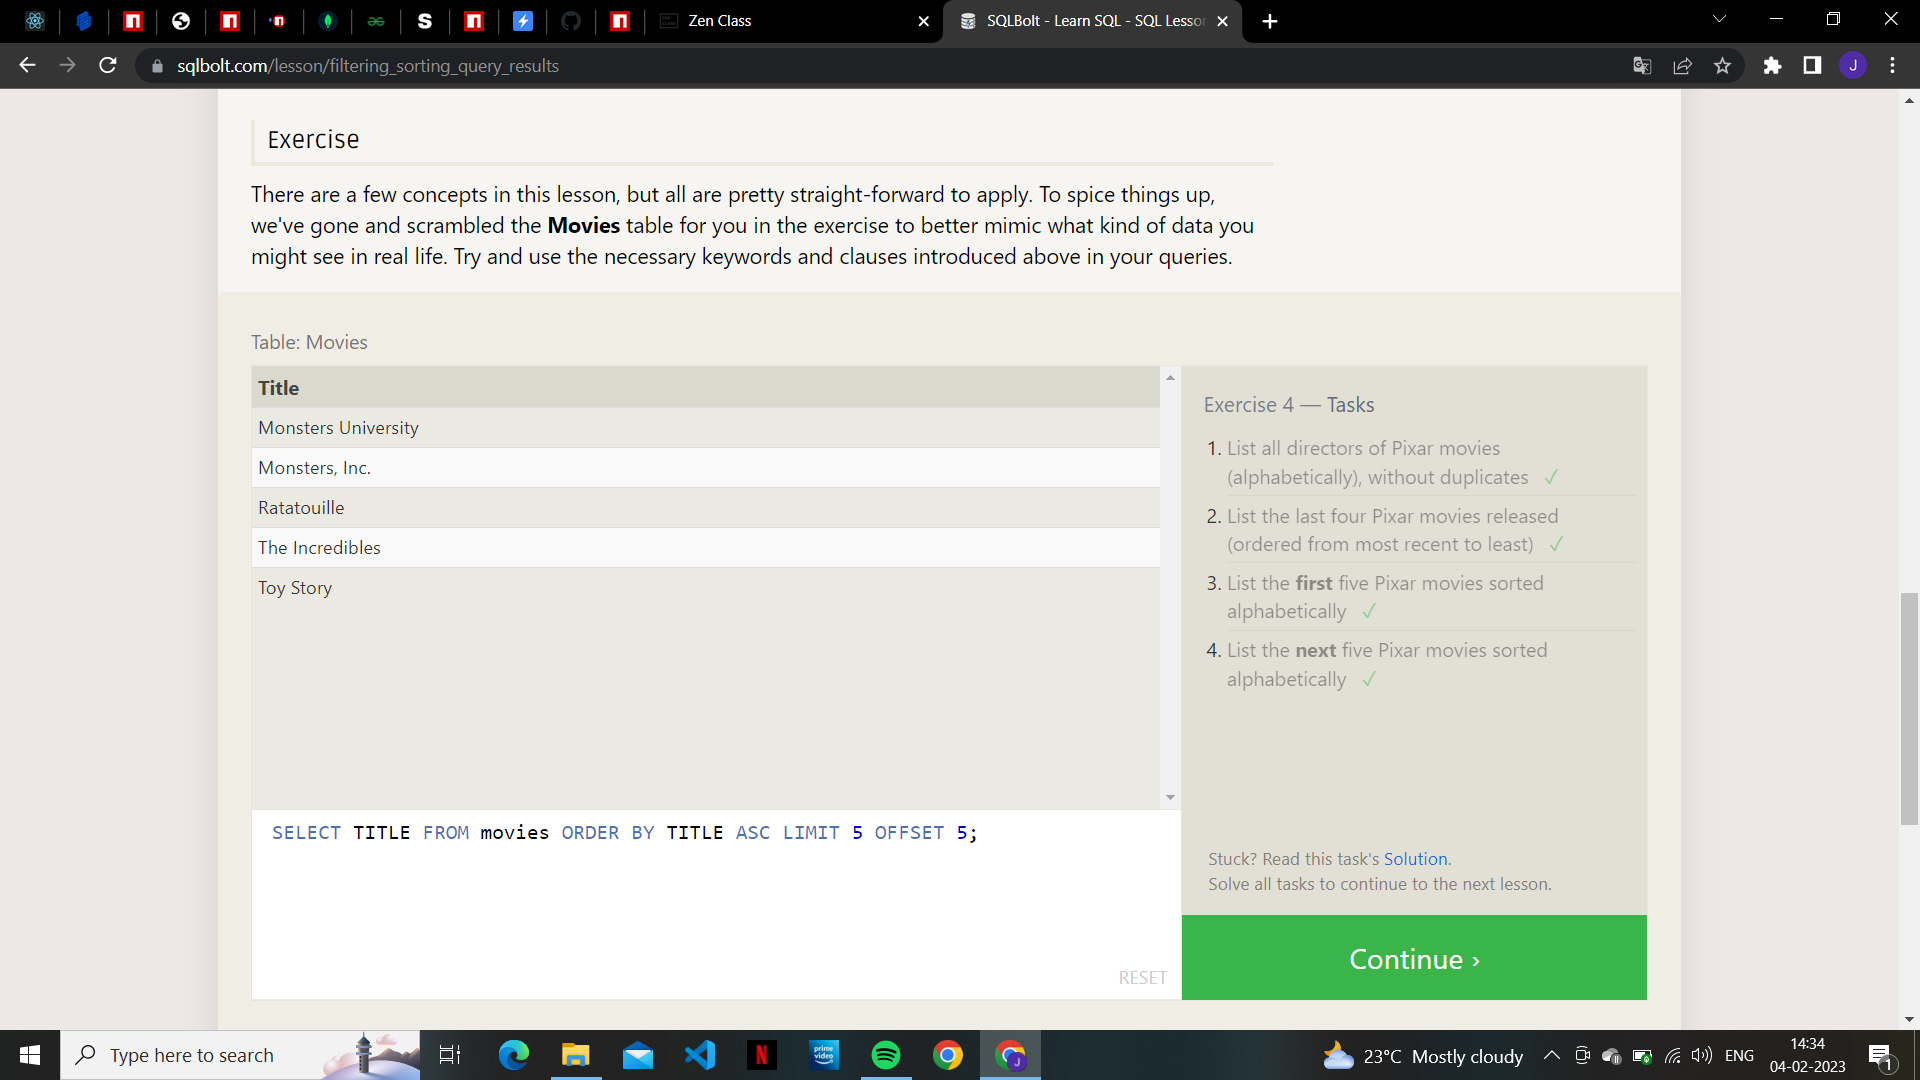 Zen Class
SQLBolt - Learn SQL - SQL Lesso
sqlbolt.com/lesson/filtering_sorting_query_results
J
Exercise
There are a few concepts in this lesson, but all are pretty straight-forward to apply. To spice things up,
we've gone and scrambled the Movies table for you in the exercise to better mimic what kind of data you
might see in real life. Try and use the necessary keywords and clauses introduced above in your queries.
Table: Movies
Title
Monsters University
Monsters, Inc.
Ratatouille
The Incredibles
Toy Story
SELECT TITLE FROM movies ORDER BY TITLE ASC LIMIT 5 OFFSET 5;
RESET
Exercise 4 — Tasks
1. List all directors of Pixar movies
(alphabetically), without duplicates ✓
2. List the last four Pixar movies released
(ordered from most recent to least) ✓
3. List the first five Pixar movies sorted
alphabetically ✓
4. List the next five Pixar movies sorted
alphabetically ✓
Stuck? Read this task's Solution.
Solve all tasks to continue to the next lesson.
Continue ›
Type here to search
N
prime video
J
23°C Mostly cloudy
ENG
14:34
04-02-2023
1